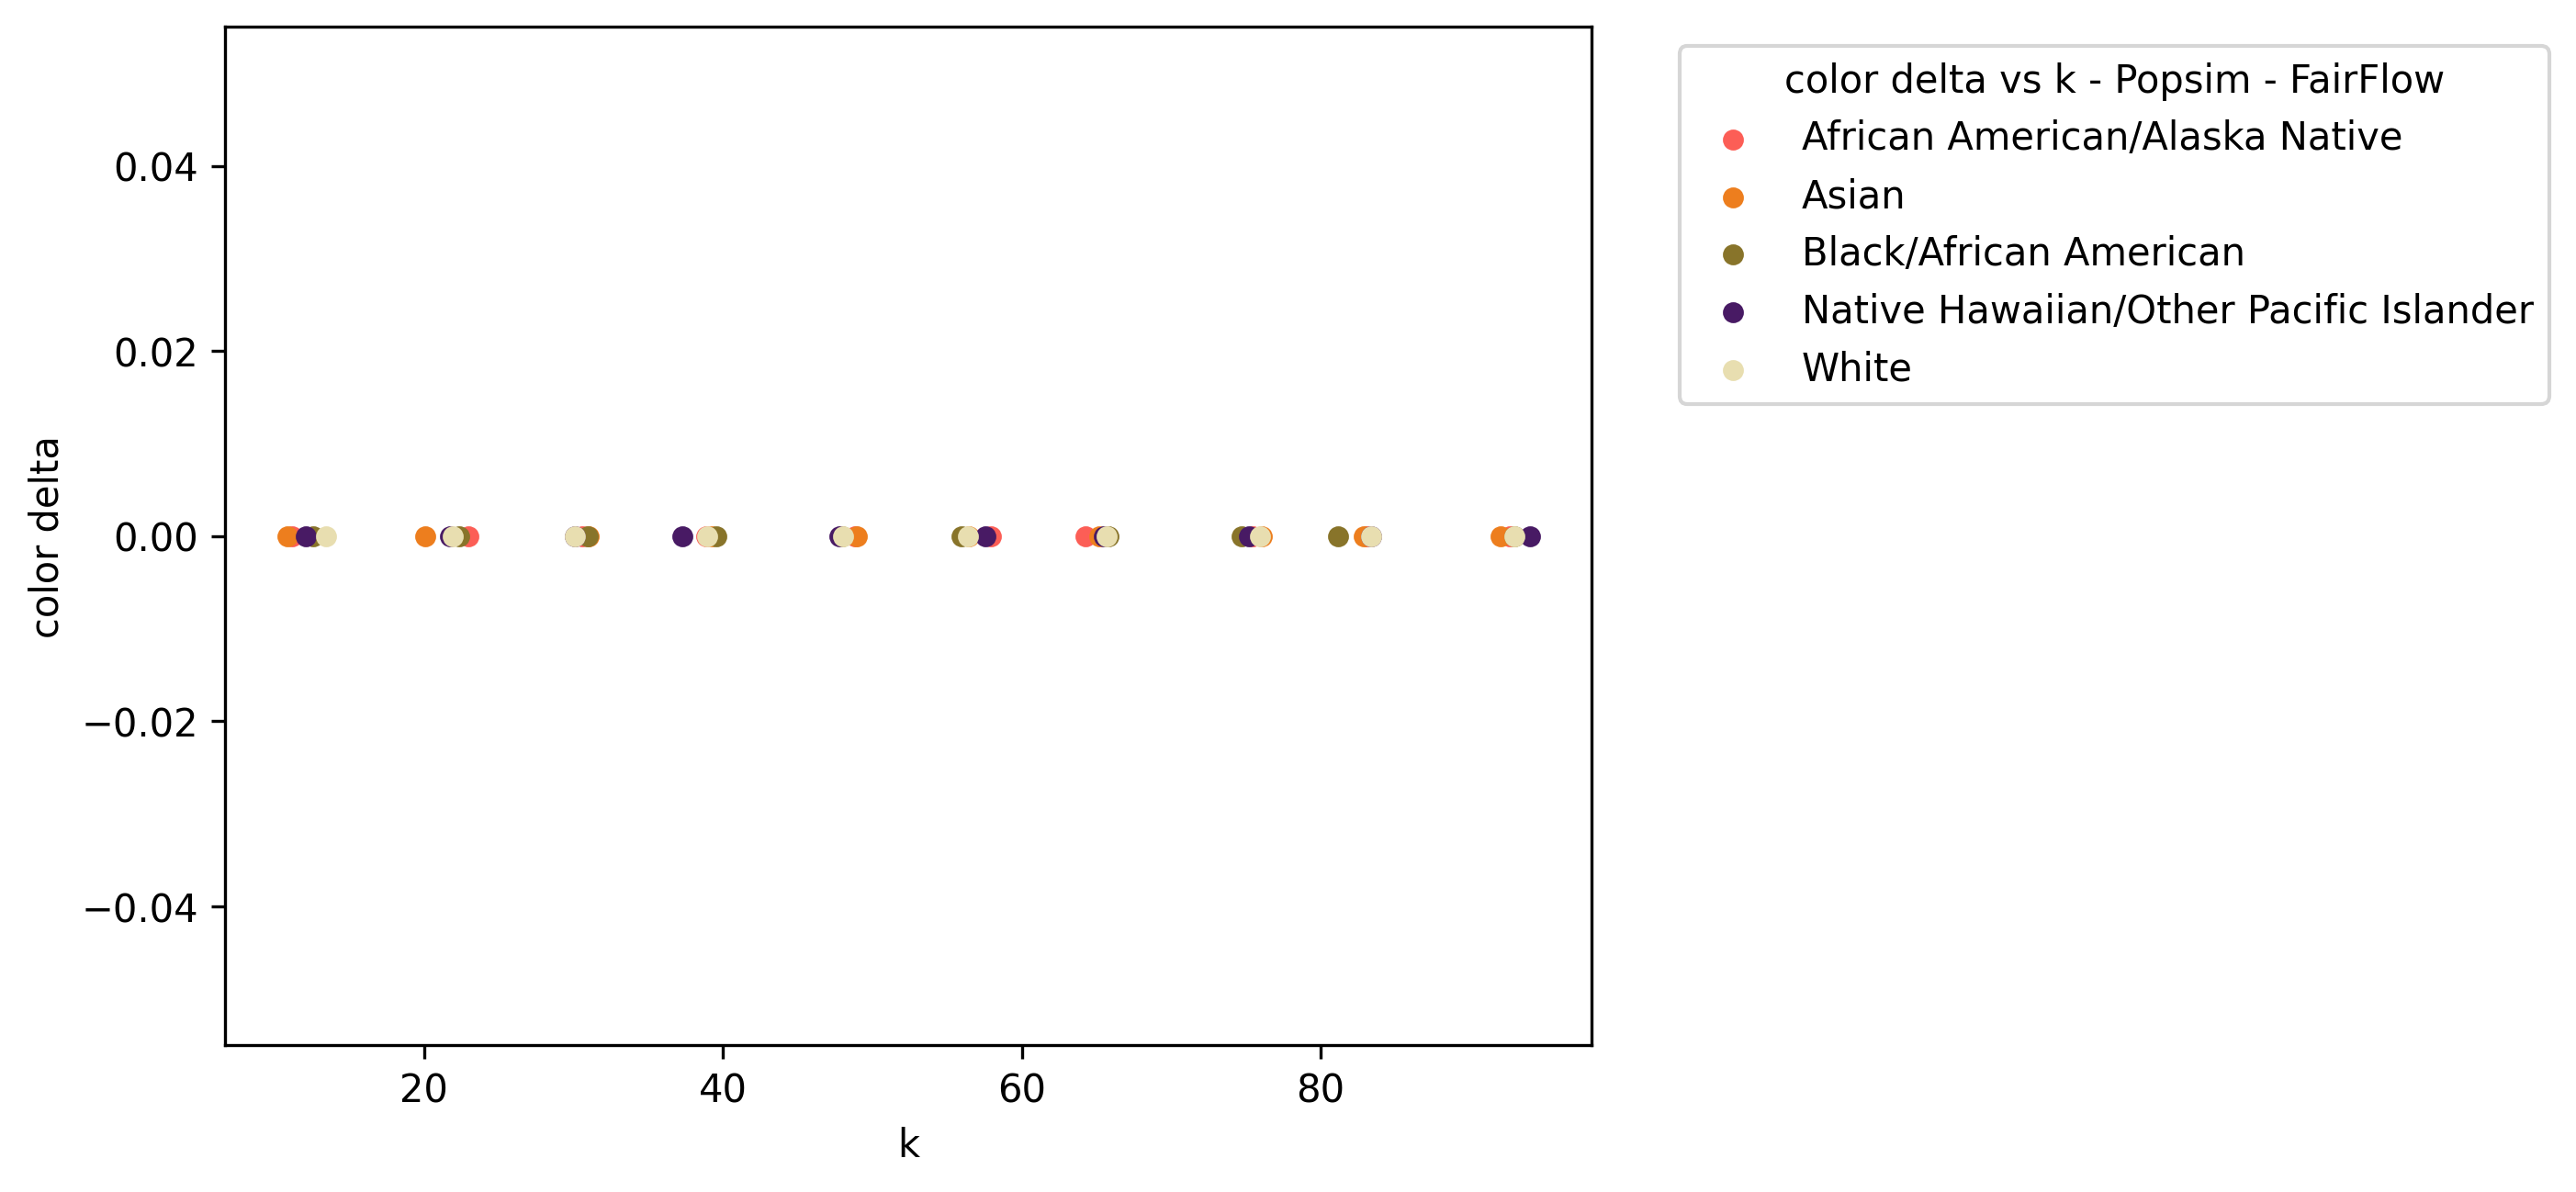 color delta vs k - Popsim - FairFlow
African American/Alaska Native
Asian
Black/African American
Native Hawaiian/Other Pacific Islander
White
color delta
0.04
0.02
0.00
−0.02
−0.04
20 40 60 80
k